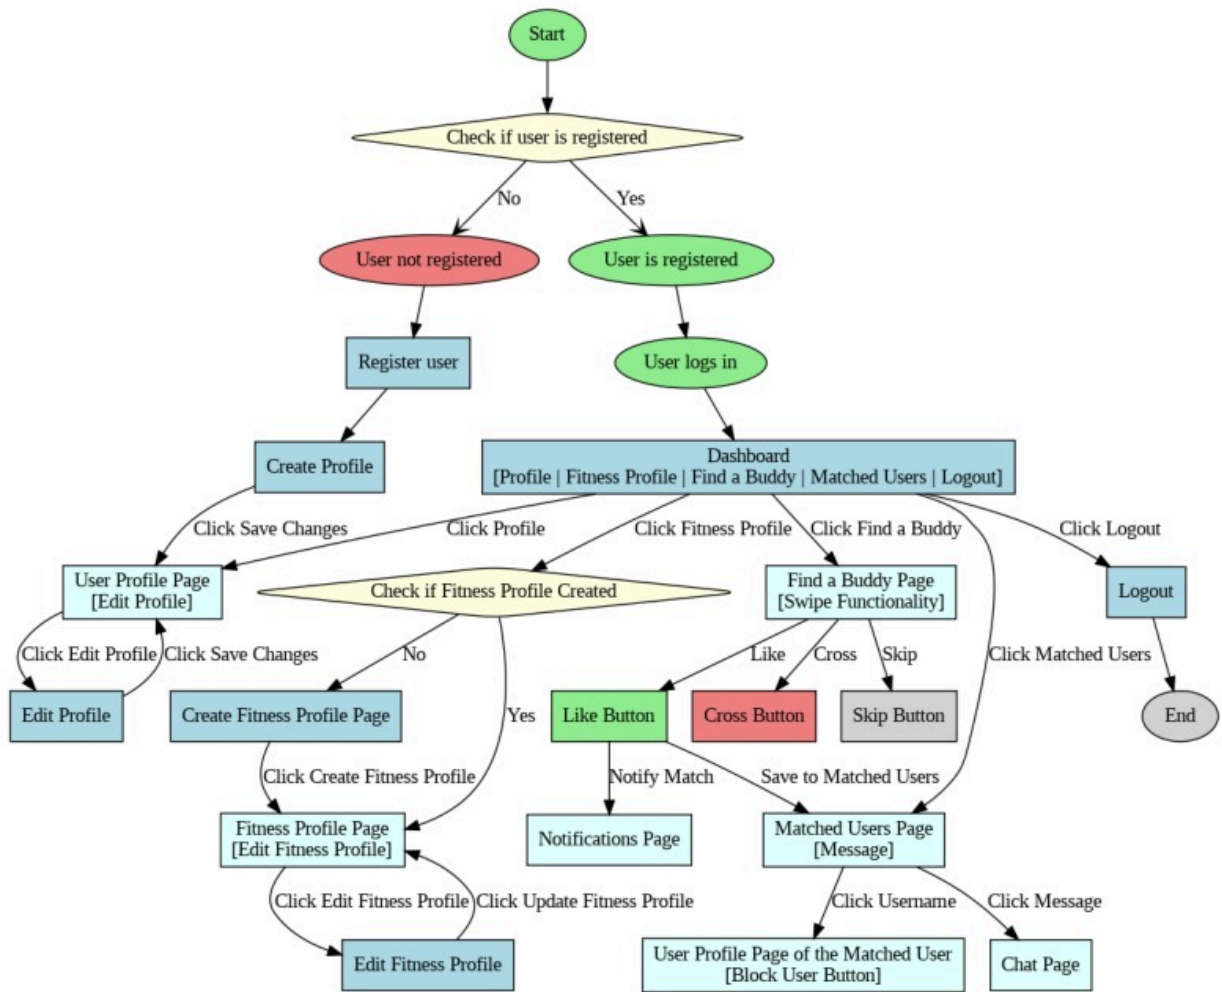 Start
Check if user is registered
No
Yes
User not registered
User is registered
Register user
User logs in
Create Profile
Dashboard
[Profile | Fitness Profile | Find a Buddy | Matched Users | Logout]
Click Save Changes
Click Profile
Click Fitness Profile
Click Find a Buddy
Click Logout
User Profile Page
[Edit Profile]
Check if Fitness Profile Created
Find a Buddy Page
[Swipe Functionality]
Logout
Click Edit Profile
Click Save Changes
No
Like
Cross
Skip
Click Matched Users
Edit Profile
Create Fitness Profile Page
Yes
Like Button
Cross Button
Skip Button
End
Click Create Fitness Profile
Notify Match
Save to Matched Users
Fitness Profile Page
[Edit Fitness Profile]
Notifications Page
Matched Users Page
[Message]
Click Edit Fitness Profile
Click Update Fitness Profile
Click Username
Click Message
Edit Fitness Profile
User Profile Page of the Matched User
[Block User Button]
Chat Page